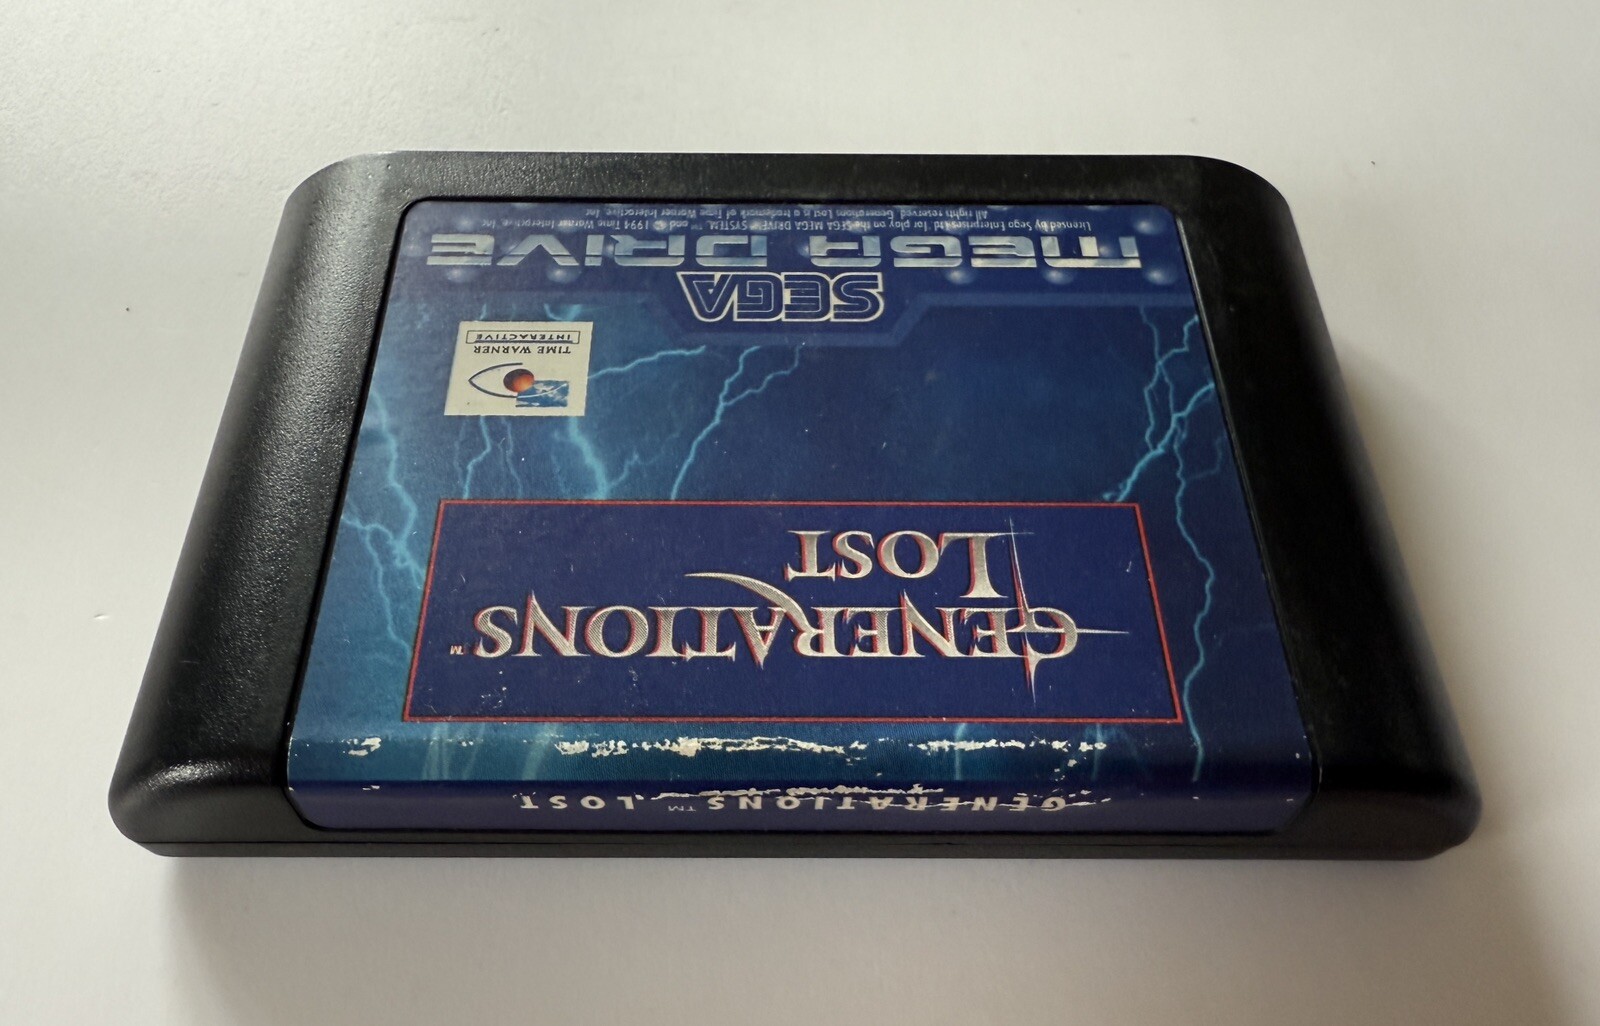 GENERATIONS™ LOST
GENERATIONS™
LOST
TIME WARNER
INTERACTIVE
SEGA
MEGA DRIVE
Licensed by Sega Enterprises Ltd. for play on the SEGA MEGA DRIVE™ SYSTEM. ™ and © 1994 Time Warner Interactive, Inc.
All rights reserved. Generations Lost is a trademark of Time Warner Interactive, Inc.